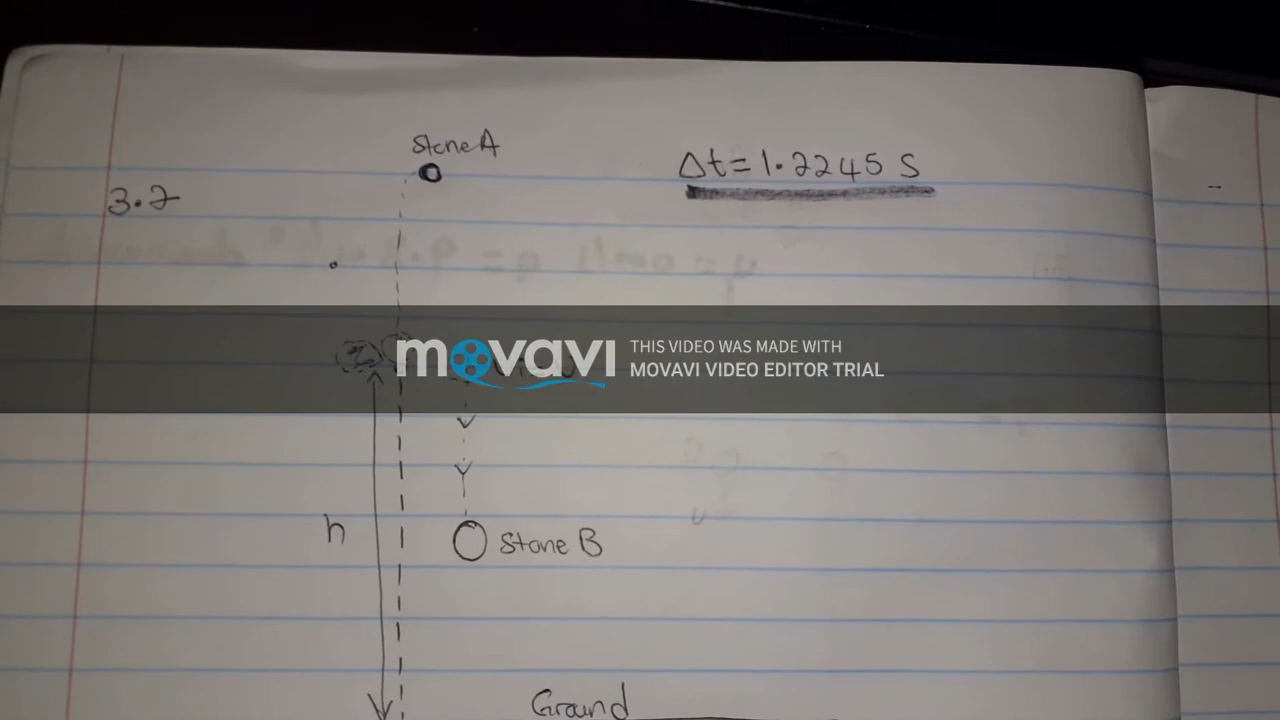 Stone A
Δt = 1.2245 S
3.2
movavi
THIS VIDEO WAS MADE WITH
MOVAVI VIDEO EDITOR TRIAL
h
Stone B
Ground